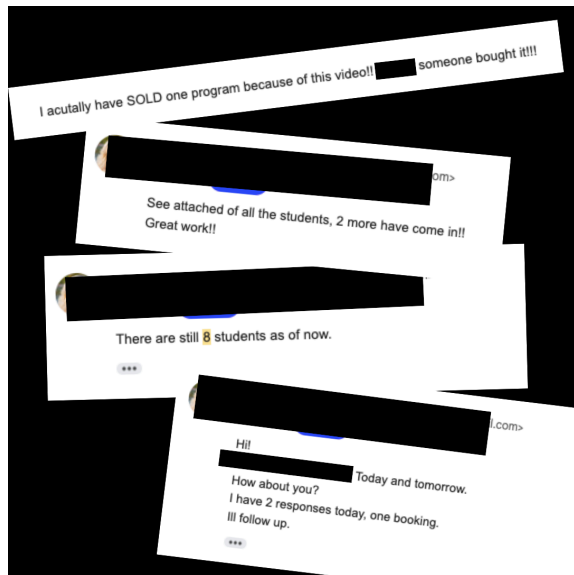 I acutally have SOLD one program because of this video!! someone bought it!!!
om>
See attached of all the students, 2 more have come in!!
Great work!!
There are still 8 students as of now.
l.com>
Hi!
Today and tomorrow.
How about you?
I have 2 responses today, one booking.
Ill follow up.